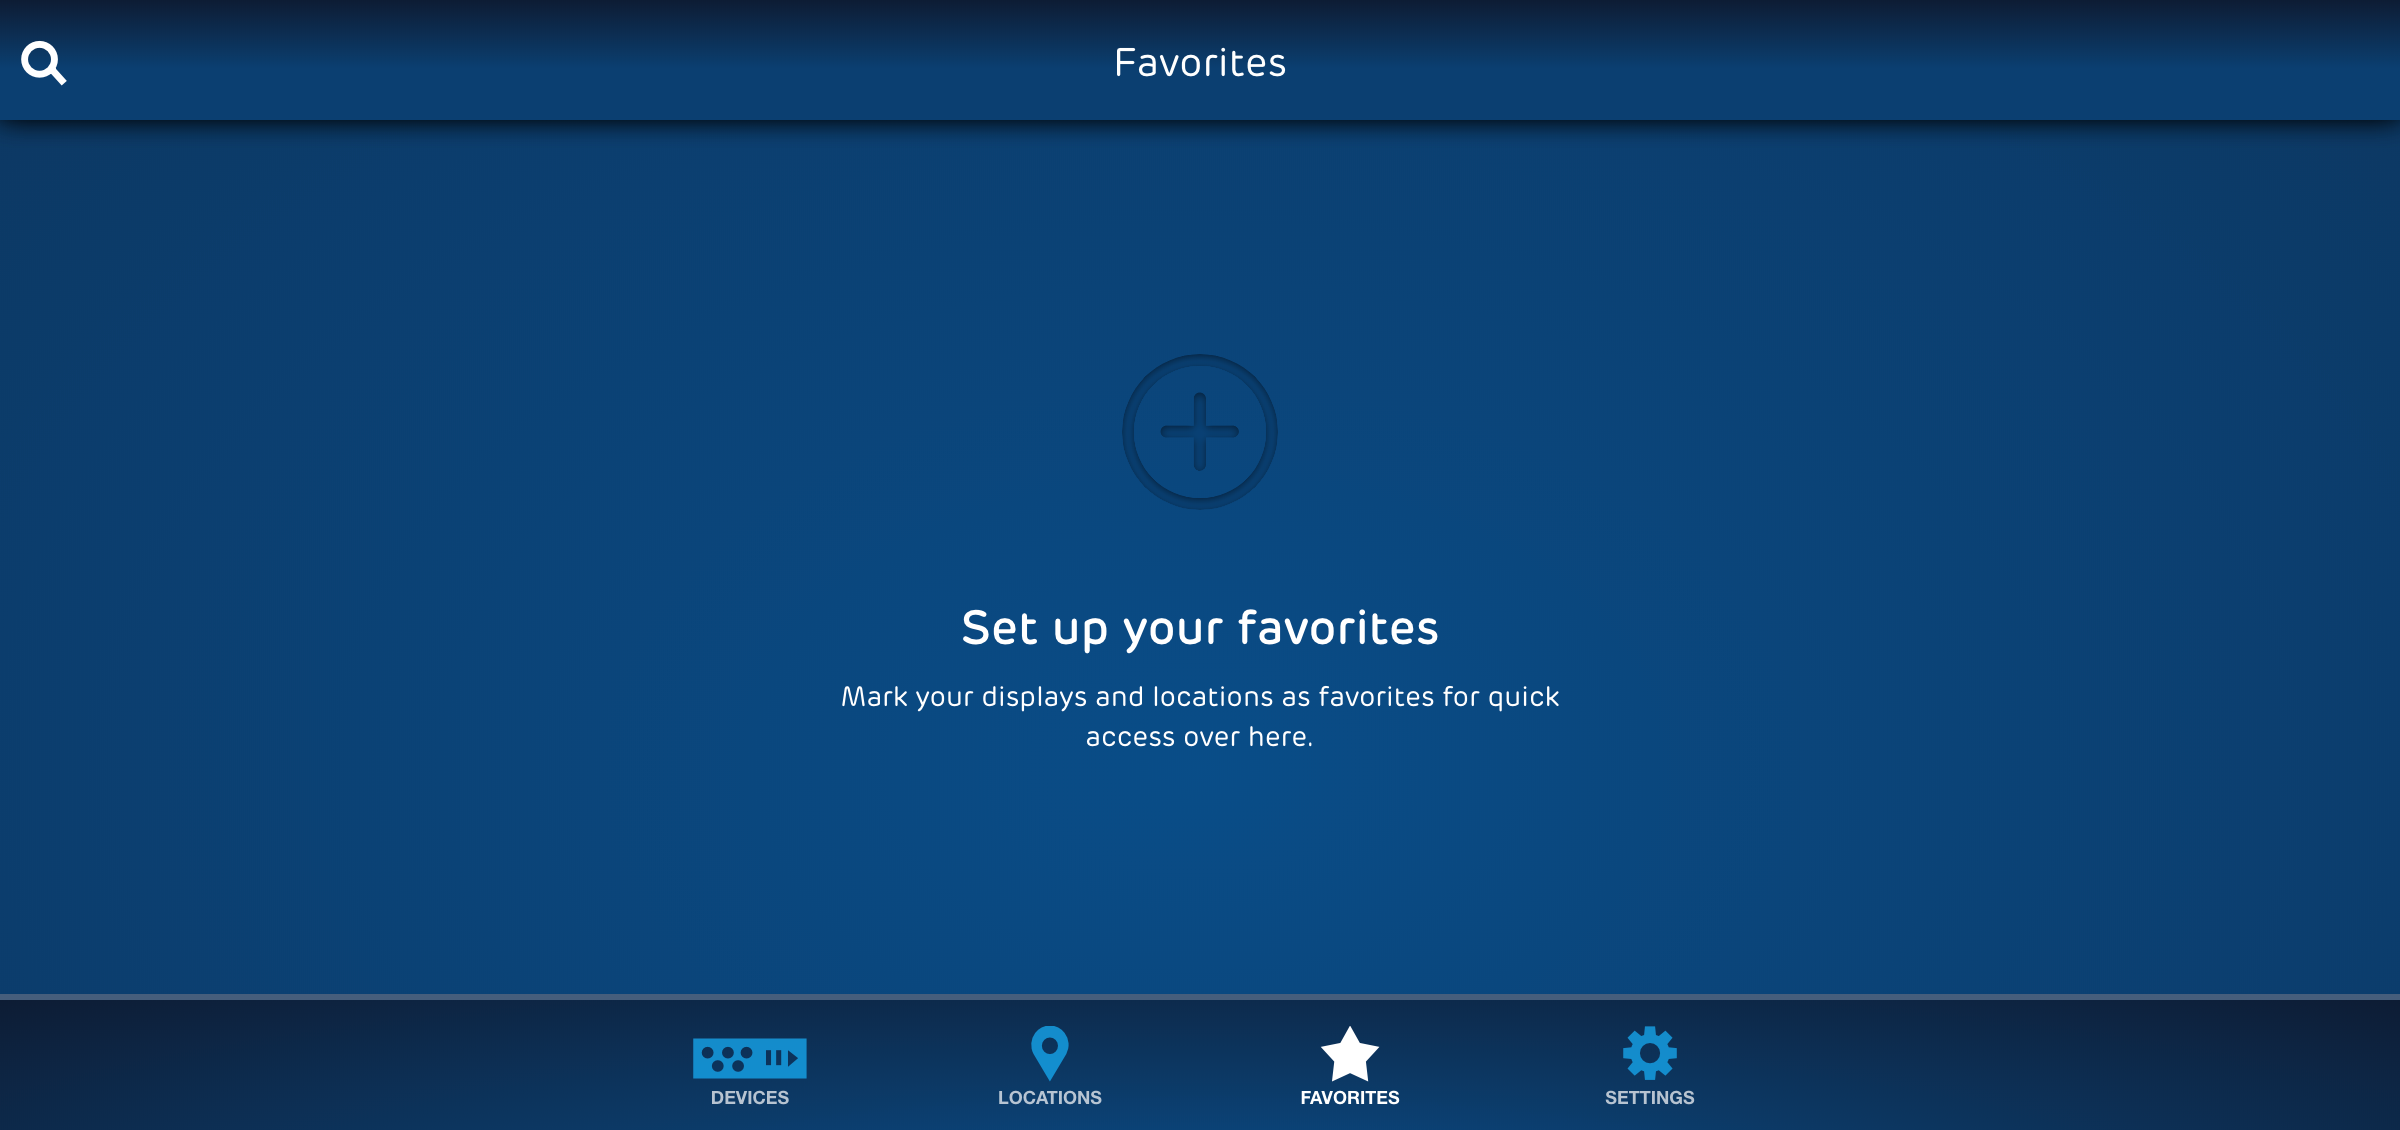 Favorites
Set up your favorites
Mark your displays and locations as favorites for quick
access over here.
DEVICES
LOCATIONS
FAVORITES
SETTINGS